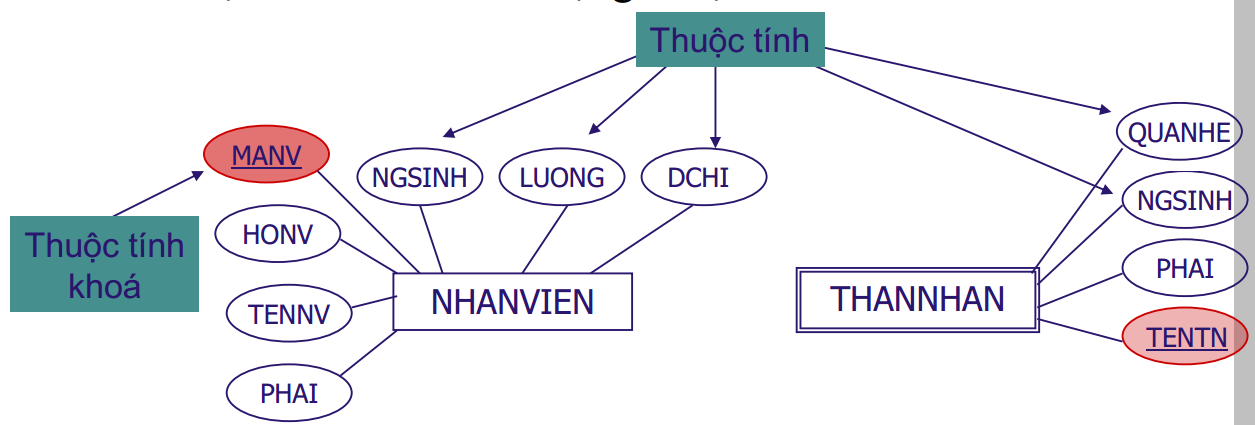 Thuộc tính
QUANHE
MANV
NGSINH
LUONG
DCHI
NGSINH
HONV
Thuộc tính
khoá
PHAI
NHANVIEN
THANNHAN
TENNV
TENTN
PHAI